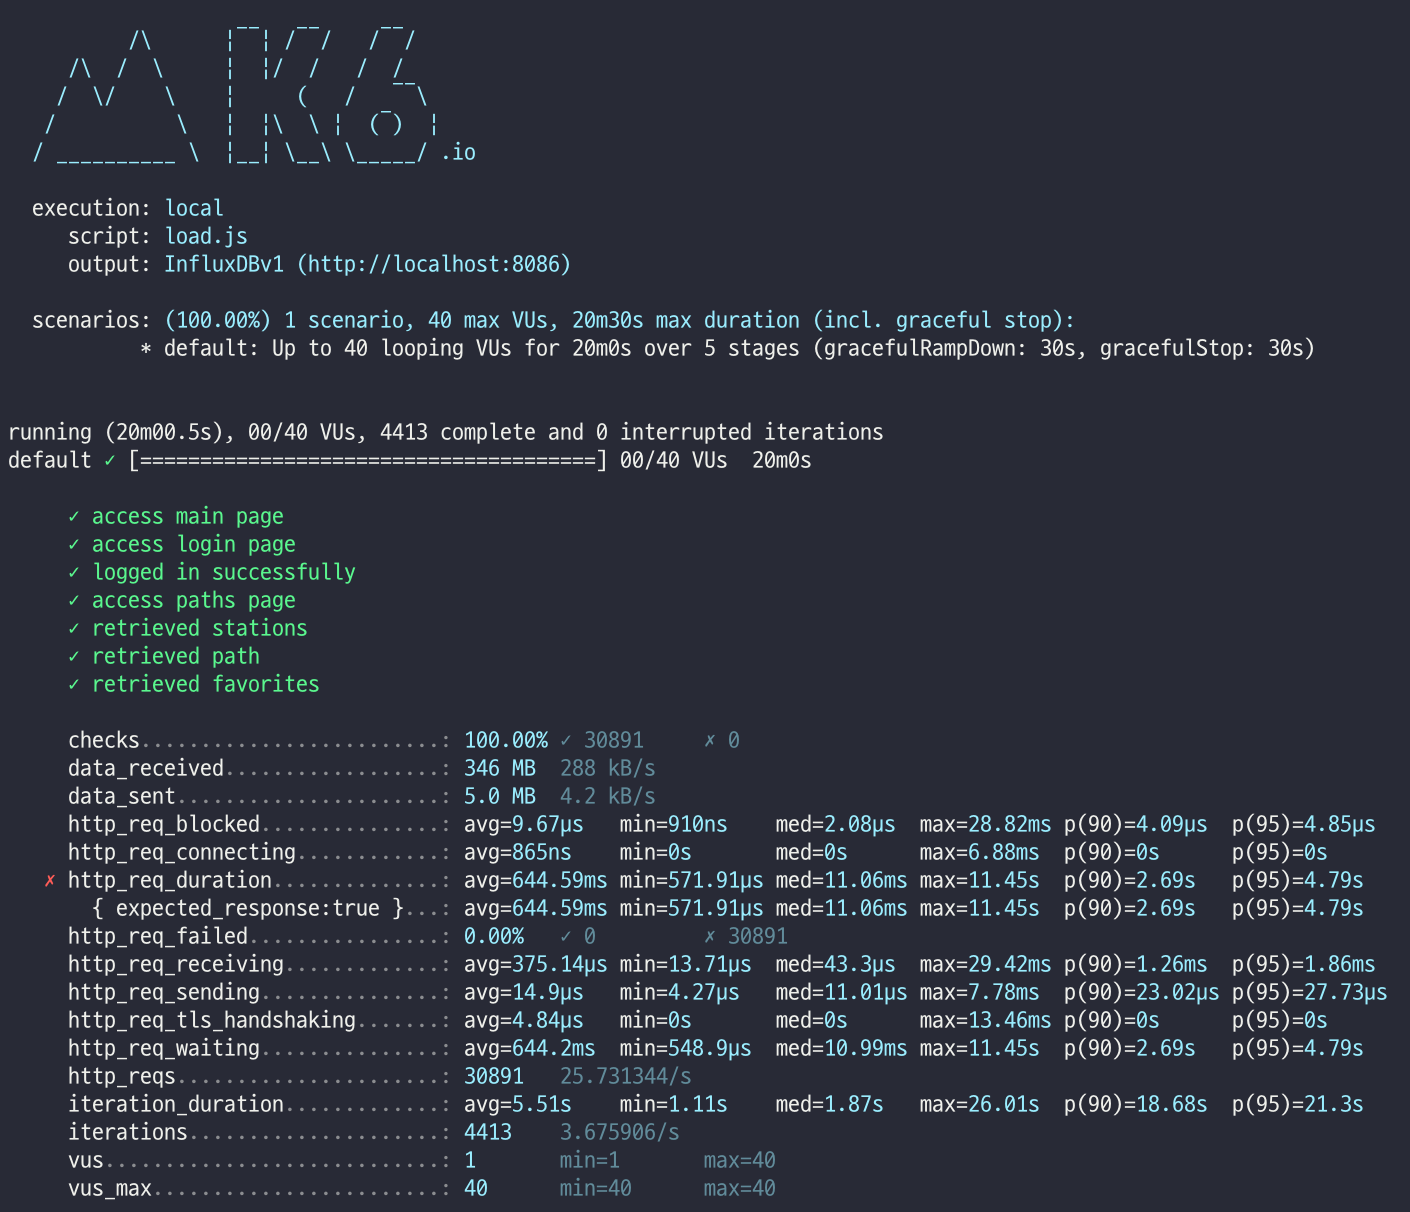 .io
execution: local
script: load.js
output: InfluxDBv1 (http://localhost:8086)
scenarios: (100.00%) 1 scenario, 40 max VUs, 20m30s max duration (incl. graceful stop):
* default: Up to 40 looping VUs for 20m0s over 5 stages (gracefulRampDown: 30s, gracefulStop: 30s)
running (20m00.5s), 00/40 VUs, 4413 complete and 0 interrupted iterations
default ✓ [======================================] 00/40 VUs  20m0s
✓ access main page
✓ access login page
✓ logged in successfully
✓ access paths page
✓ retrieved stations
✓ retrieved path
✓ retrieved favorites
checks.........................: 100.00% ✓ 30891     ✗ 0
data_received..................: 346 MB  288 kB/s
data_sent......................: 5.0 MB  4.2 kB/s
http_req_blocked...............: avg=9.67µs   min=910ns    med=2.08µs  max=28.82ms p(90)=4.09µs  p(95)=4.85µs
http_req_connecting............: avg=865ns    min=0s       med=0s      max=6.88ms  p(90)=0s      p(95)=0s
✗ http_req_duration..............: avg=644.59ms min=571.91µs med=11.06ms max=11.45s  p(90)=2.69s   p(95)=4.79s
{ expected_response:true }...: avg=644.59ms min=571.91µs med=11.06ms max=11.45s  p(90)=2.69s   p(95)=4.79s
http_req_failed................: 0.00%   ✓ 0         ✗ 30891
http_req_receiving.............: avg=375.14µs min=13.71µs  med=43.3µs  max=29.42ms p(90)=1.26ms  p(95)=1.86ms
http_req_sending...............: avg=14.9µs   min=4.27µs   med=11.01µs max=7.78ms  p(90)=23.02µs p(95)=27.73µs
http_req_tls_handshaking.......: avg=4.84µs   min=0s       med=0s      max=13.46ms p(90)=0s      p(95)=0s
http_req_waiting...............: avg=644.2ms  min=548.9µs  med=10.99ms max=11.45s  p(90)=2.69s   p(95)=4.79s
http_reqs......................: 30891   25.731344/s
iteration_duration.............: avg=5.51s    min=1.11s    med=1.87s   max=26.01s  p(90)=18.68s  p(95)=21.3s
iterations.....................: 4413    3.675906/s
vus............................: 1       min=1       max=40
vus_max........................: 40      min=40      max=40